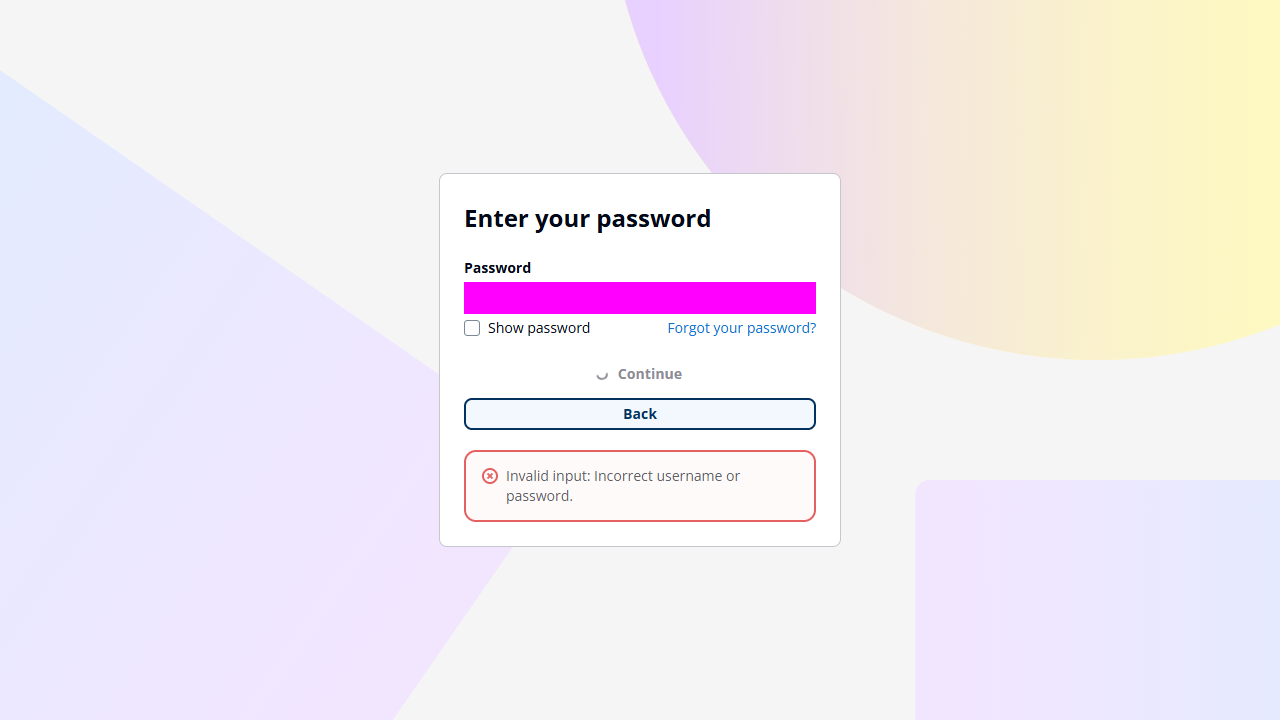 Enter your password
Password
Show password
Forgot your password?
Continue
Back
Invalid input: Incorrect username or
password.